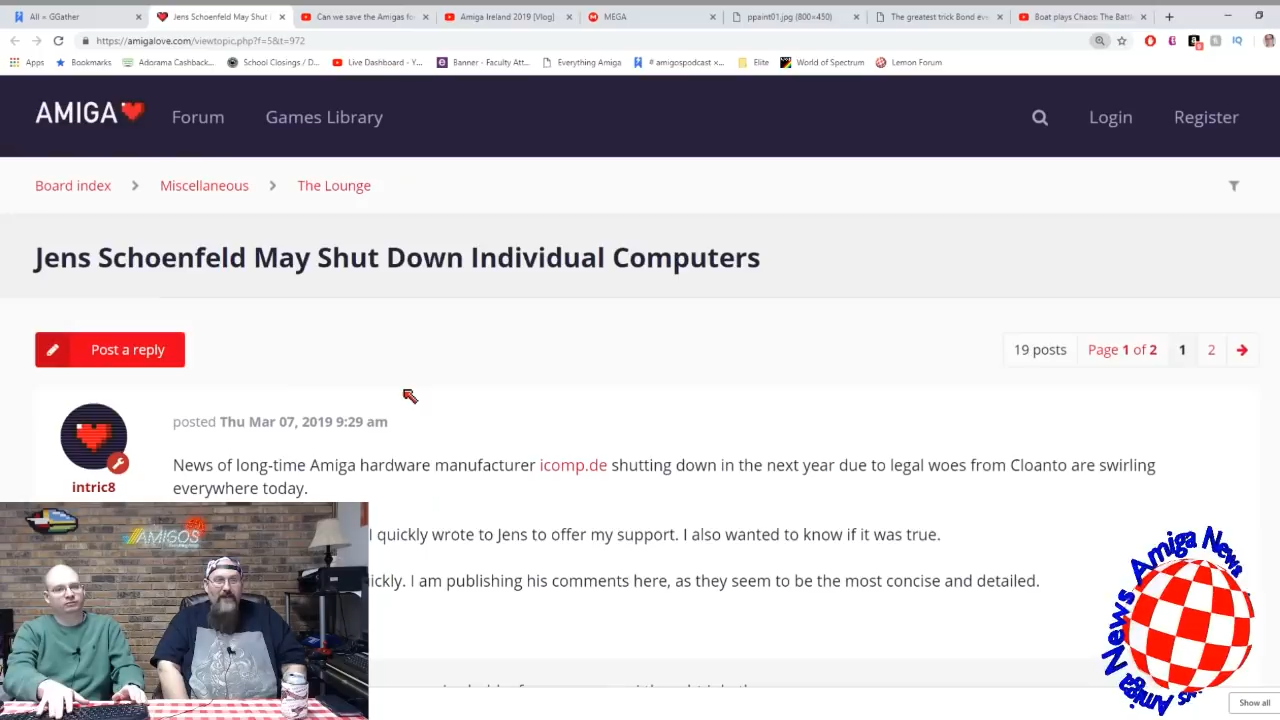 All = GGather
Jens Schoenfeld May Shut
Can we save the Amigas fo
Amiga Ireland 2019 [Vlog]
MEGA
ppaint01.jpg (800×450)
The greatest trick Bond eve
Boat plays Chaos: The Batt
https://amigalove.com/viewtopic.php?f=5&t=972
Apps
Bookmarks
Adorama Cashback...
School Closings / D...
Live Dashboard - Y...
Banner - Faculty Att...
Everything Amiga
# amigospodcast ×...
Elite
World of Spectrum
Lemon Forum
AMIGA
Forum
Games Library
Login
Register
Board index
Miscellaneous
The Lounge
Jens Schoenfeld May Shut Down Individual Computers
Post a reply
19 posts
Page 1 of 2
1
2
posted Thu Mar 07, 2019 9:29 am
intric8
News of long-time Amiga hardware manufacturer icomp.de shutting down in the next year due to legal woes from Cloanto are swirling
everywhere today.
I quickly wrote to Jens to offer my support. I also wanted to know if it was true.
ickly. I am publishing his comments here, as they seem to be the most concise and detailed.
AMIGOS
Amiga News
Amiga News
Show all